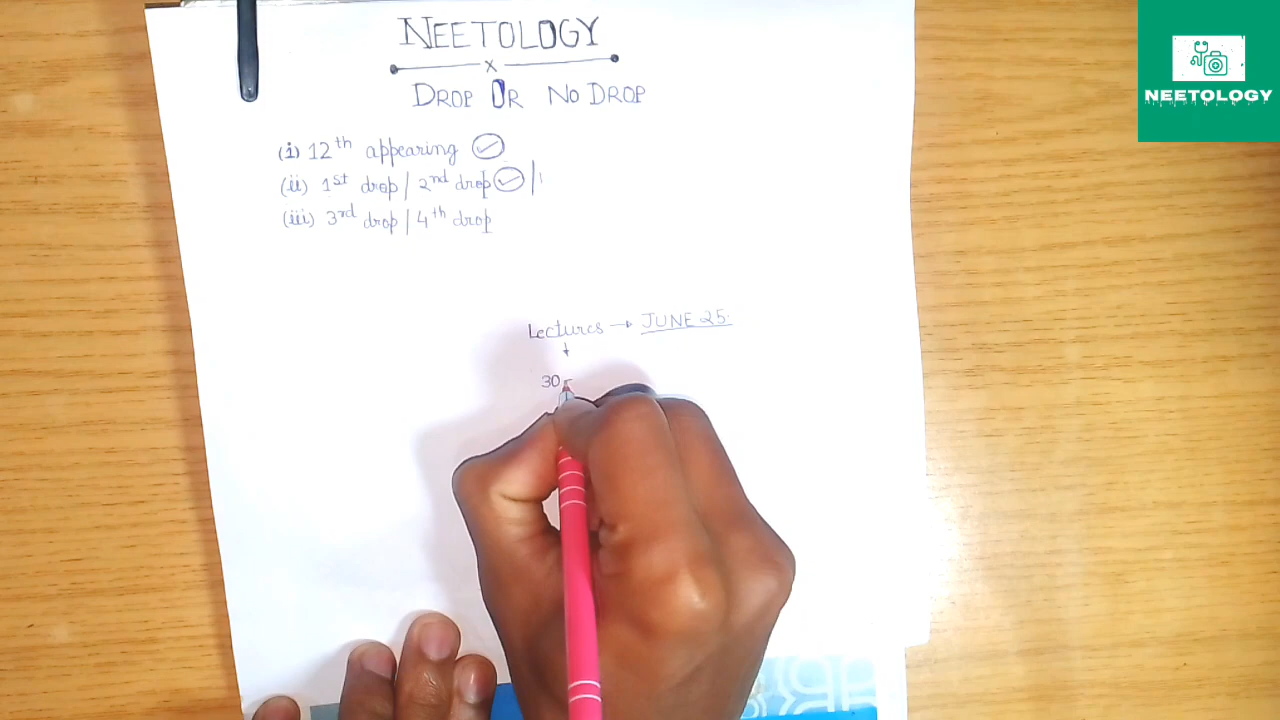 NEETOLOGY
x
DROP OR NO DROP
(i) 12th appearing
(ii) 1st drop / 2nd drop
(iii) 3rd drop / 4th drop
Lectures → JUNE 25
30
NEETOLOGY